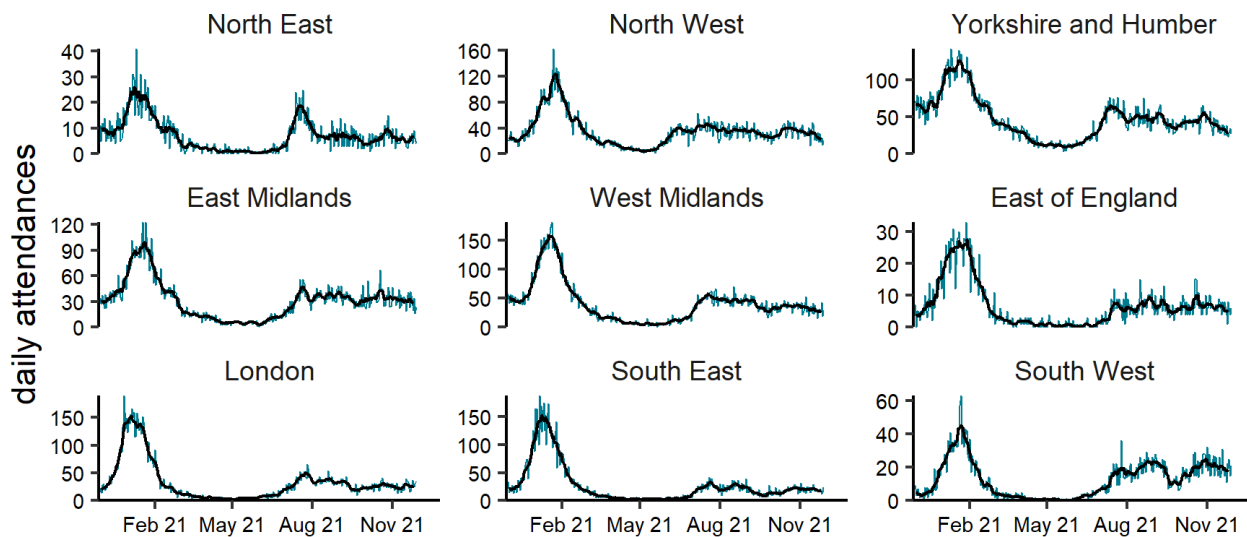 daily attendances
North East
40
30
20
10
0
North West
160
120
80
40
0
Yorkshire and Humber
100
50
0
East Midlands
120
90
60
30
0
West Midlands
150
100
50
0
East of England
30
20
10
0
London
150
100
50
0
South East
150
100
50
0
South West
60
40
20
0
Feb 21 May 21 Aug 21 Nov 21
Feb 21 May 21 Aug 21 Nov 21
Feb 21 May 21 Aug 21 Nov 21